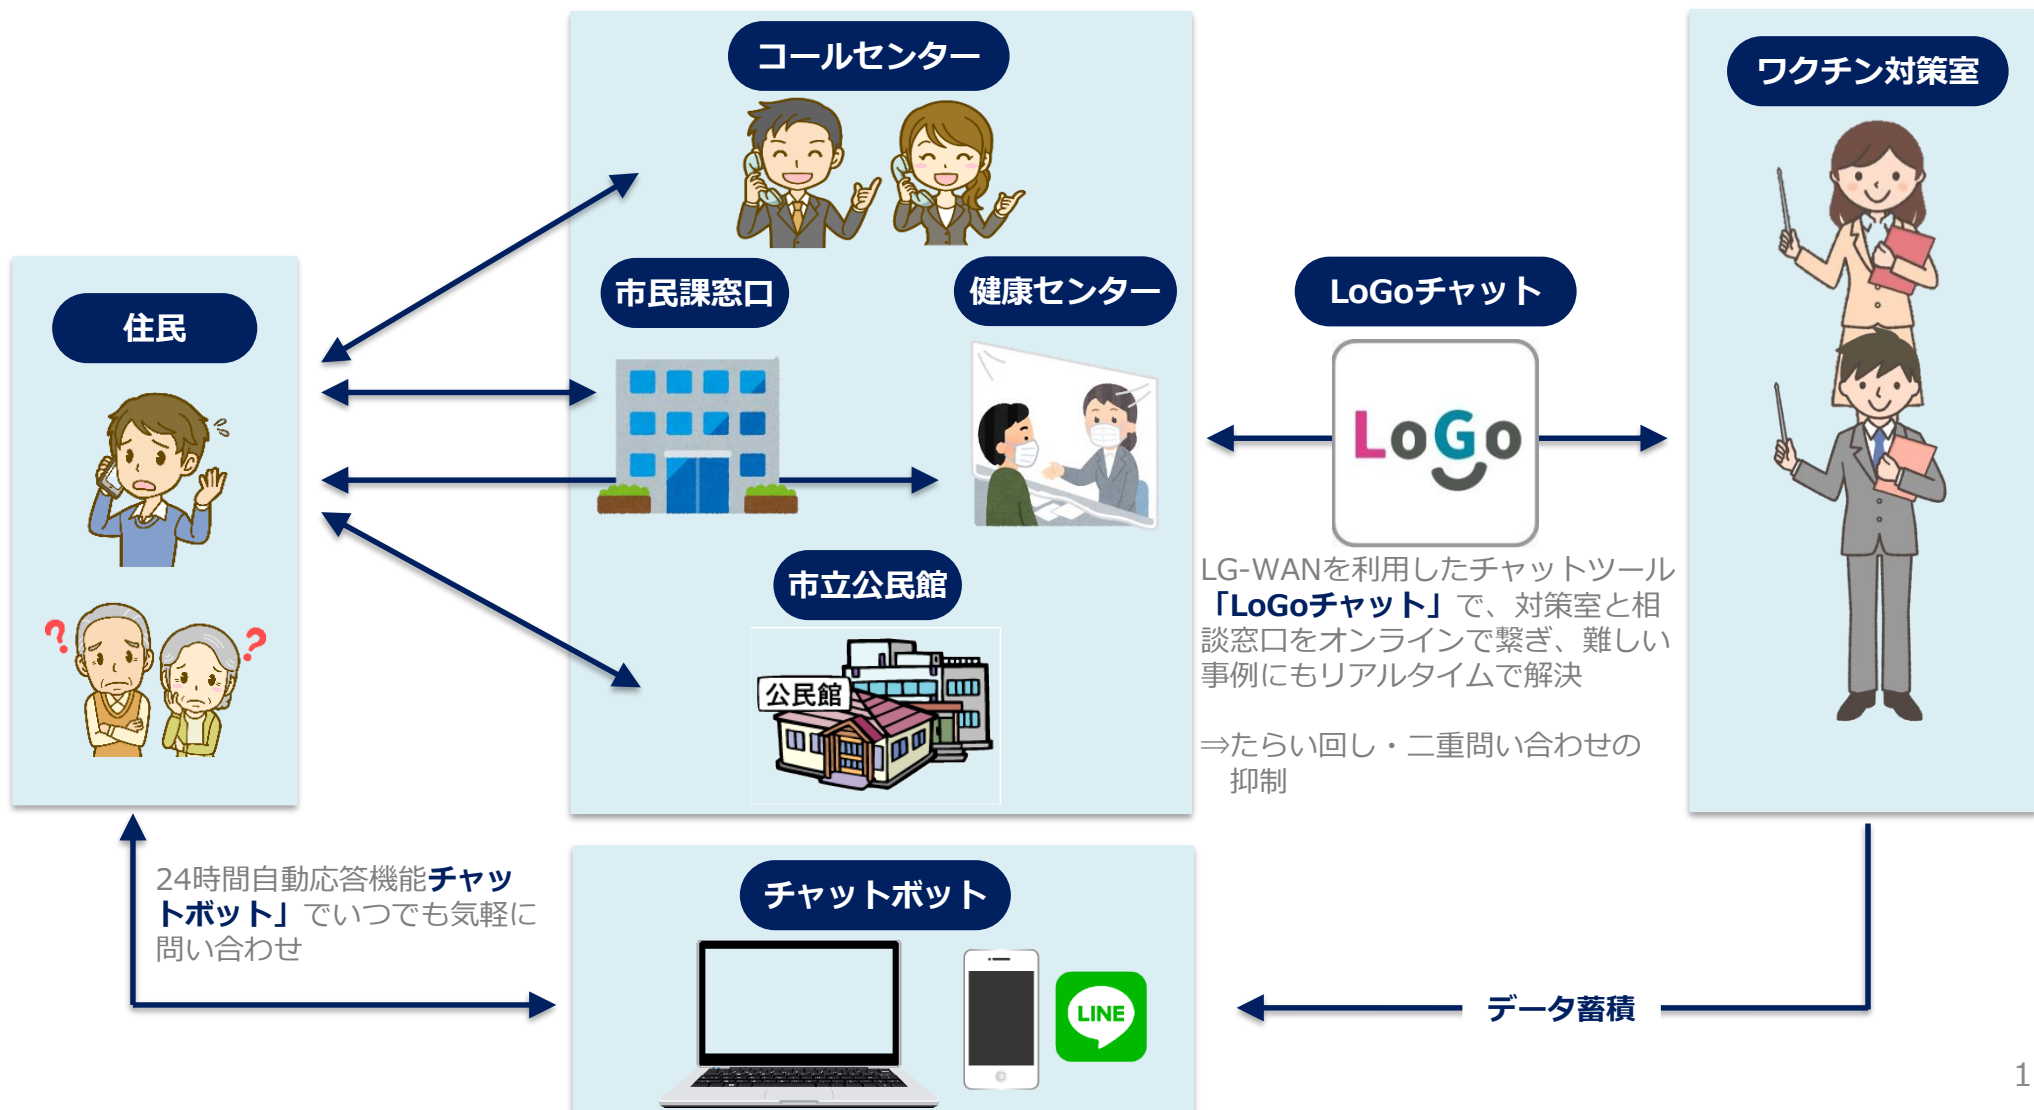 コールセンター
ワクチン対策室
市民課窓口
健康センター
LoGoチャット
住民
LoGo
市立公民館
公民館
LG-WANを利用したチャットツール
「LoGoチャット」で、対策室と相
談窓口をオンラインで繋ぎ、難しい
事例にもリアルタイムで解決
⇒たらい回し・二重問い合わせの
抑制
?
?
24時間自動応答機能チャッ
トボット」でいつでも気軽に
問い合わせ
チャットボット
LINE
データ蓄積
1